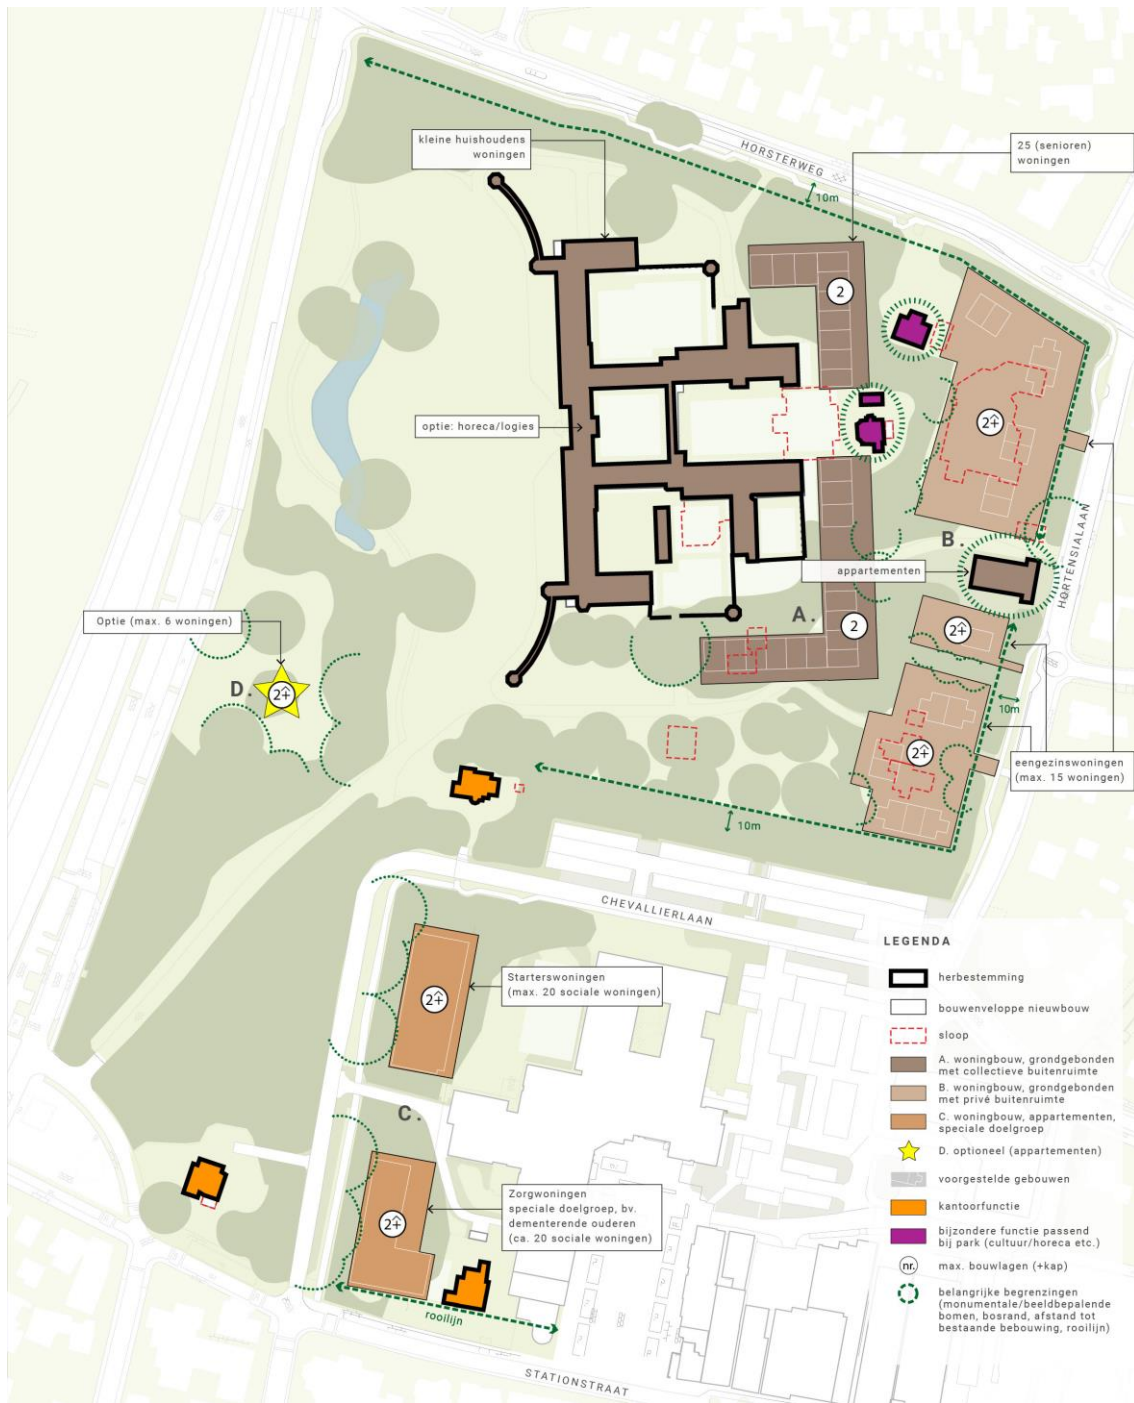 HORSTERWEG
kleine huishoudens
woningen
25 (senioren)
woningen
10m
2
optie: horeca/logies
2+
B.
appartementen
HORTENSIALAAN
Optie (max. 6 woningen)
A.
2
2+
D.
2+
10m
2+
eengezinswoningen
(max. 15 woningen)
10m
CHEVALLIERLAAN
Starterswoningen
(max. 20 sociale woningen)
2+
C.
Zorgwoningen
speciale doelgroep, bv.
dementerende ouderen
(ca. 20 sociale woningen)
2+
rooilijn
STATIONSTRAAT
LEGENDA
herbestemming
bouwenveloppe nieuwbouw
sloop
A. woningbouw, grondgebonden
met collectieve buitenruimte
B. woningbouw, grondgebonden
met privé buitenruimte
C. woningbouw, appartementen,
speciale doelgroep
D. optioneel (appartementen)
voorgestelde gebouwen
kantoorfunctie
bijzondere functie passend
bij park (cultuur/horeca etc.)
nr. max. bouwlagen (+kap)
belangrijke begrenzingen
(monumentale/beeldbepalende
bomen, bosrand, afstand tot
bestaande bebouwing, rooilijn)